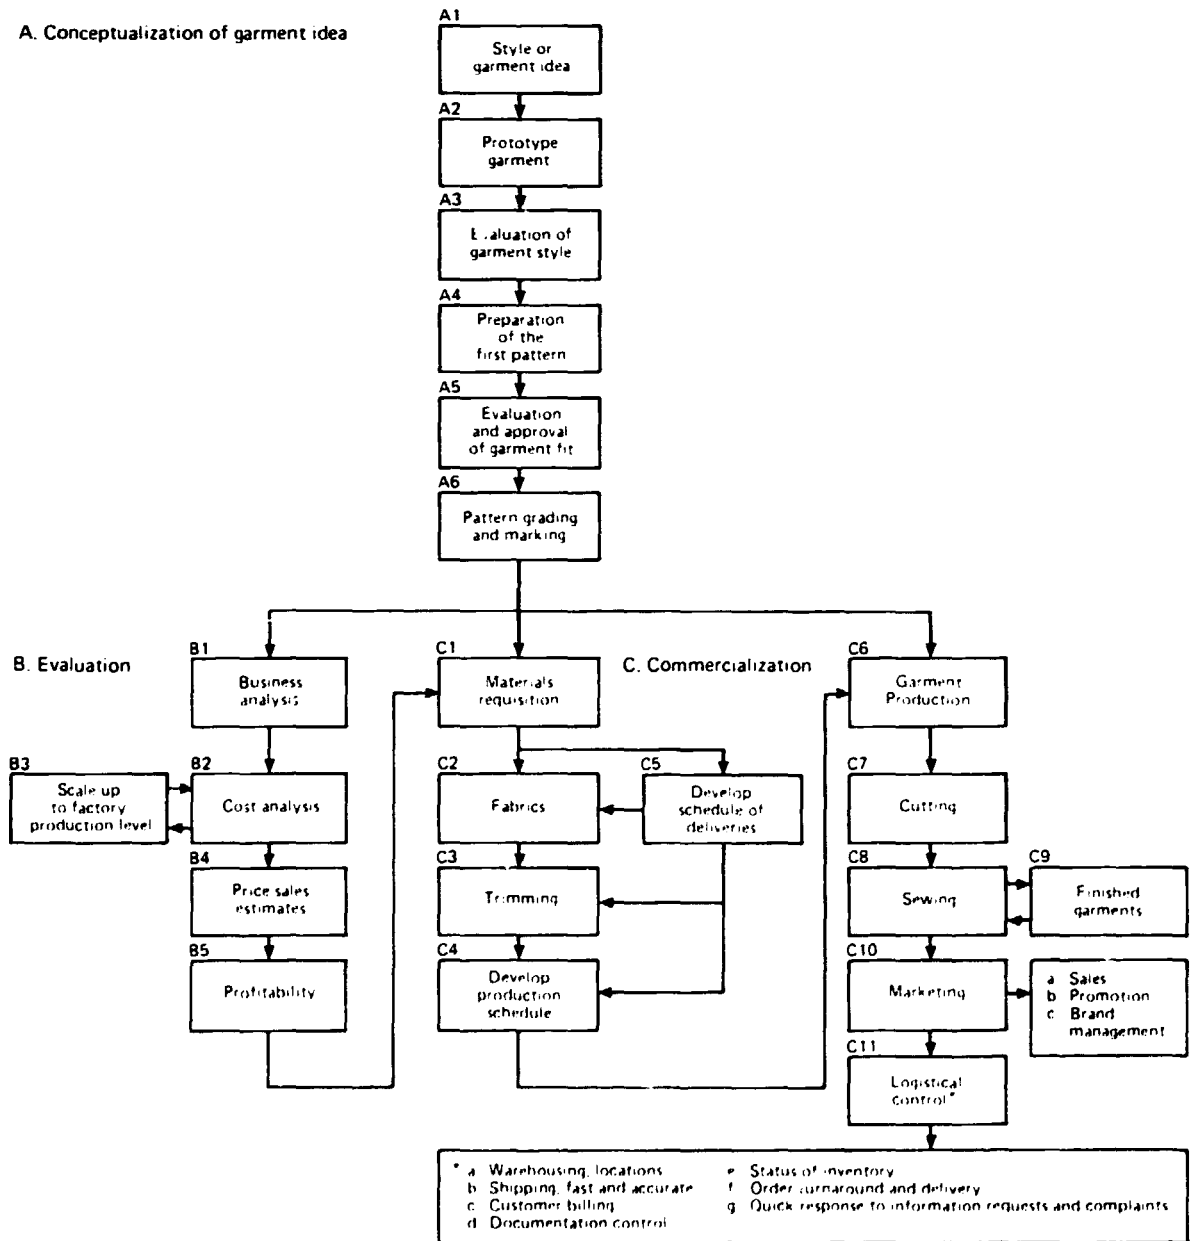 A. Conceptualization of garment idea
A1
Style or
garment idea
A2
Prototype
garment
A3
Evaluation of
garment style
A4
Preparation
of the
first pattern
A5
Evaluation
and approval
of garment fit
A6
Pattern grading
and marking
B. Evaluation
B1
Business
analysis
B3
Scale up
to factory
production level
B2
Cost analysis
B4
Price sales
estimates
B5
Profitability
C. Commercialization
C1
Materials
requisition
C2
Fabrics
C5
Develop
schedule of
deliveries
C3
Trimming
C4
Develop
production
schedule
C6
Garment
Production
C7
Cutting
C8
Sewing
C9
Finished
garments
C10
Marketing
a Sales
b Promotion
c Brand
management
C11
Logistical
control*
* a Warehousing, locations
b Shipping, fast and accurate
c Customer billing
d Documentation control
e Status of inventory
f Order turnaround and delivery
g Quick response to information requests and complaints